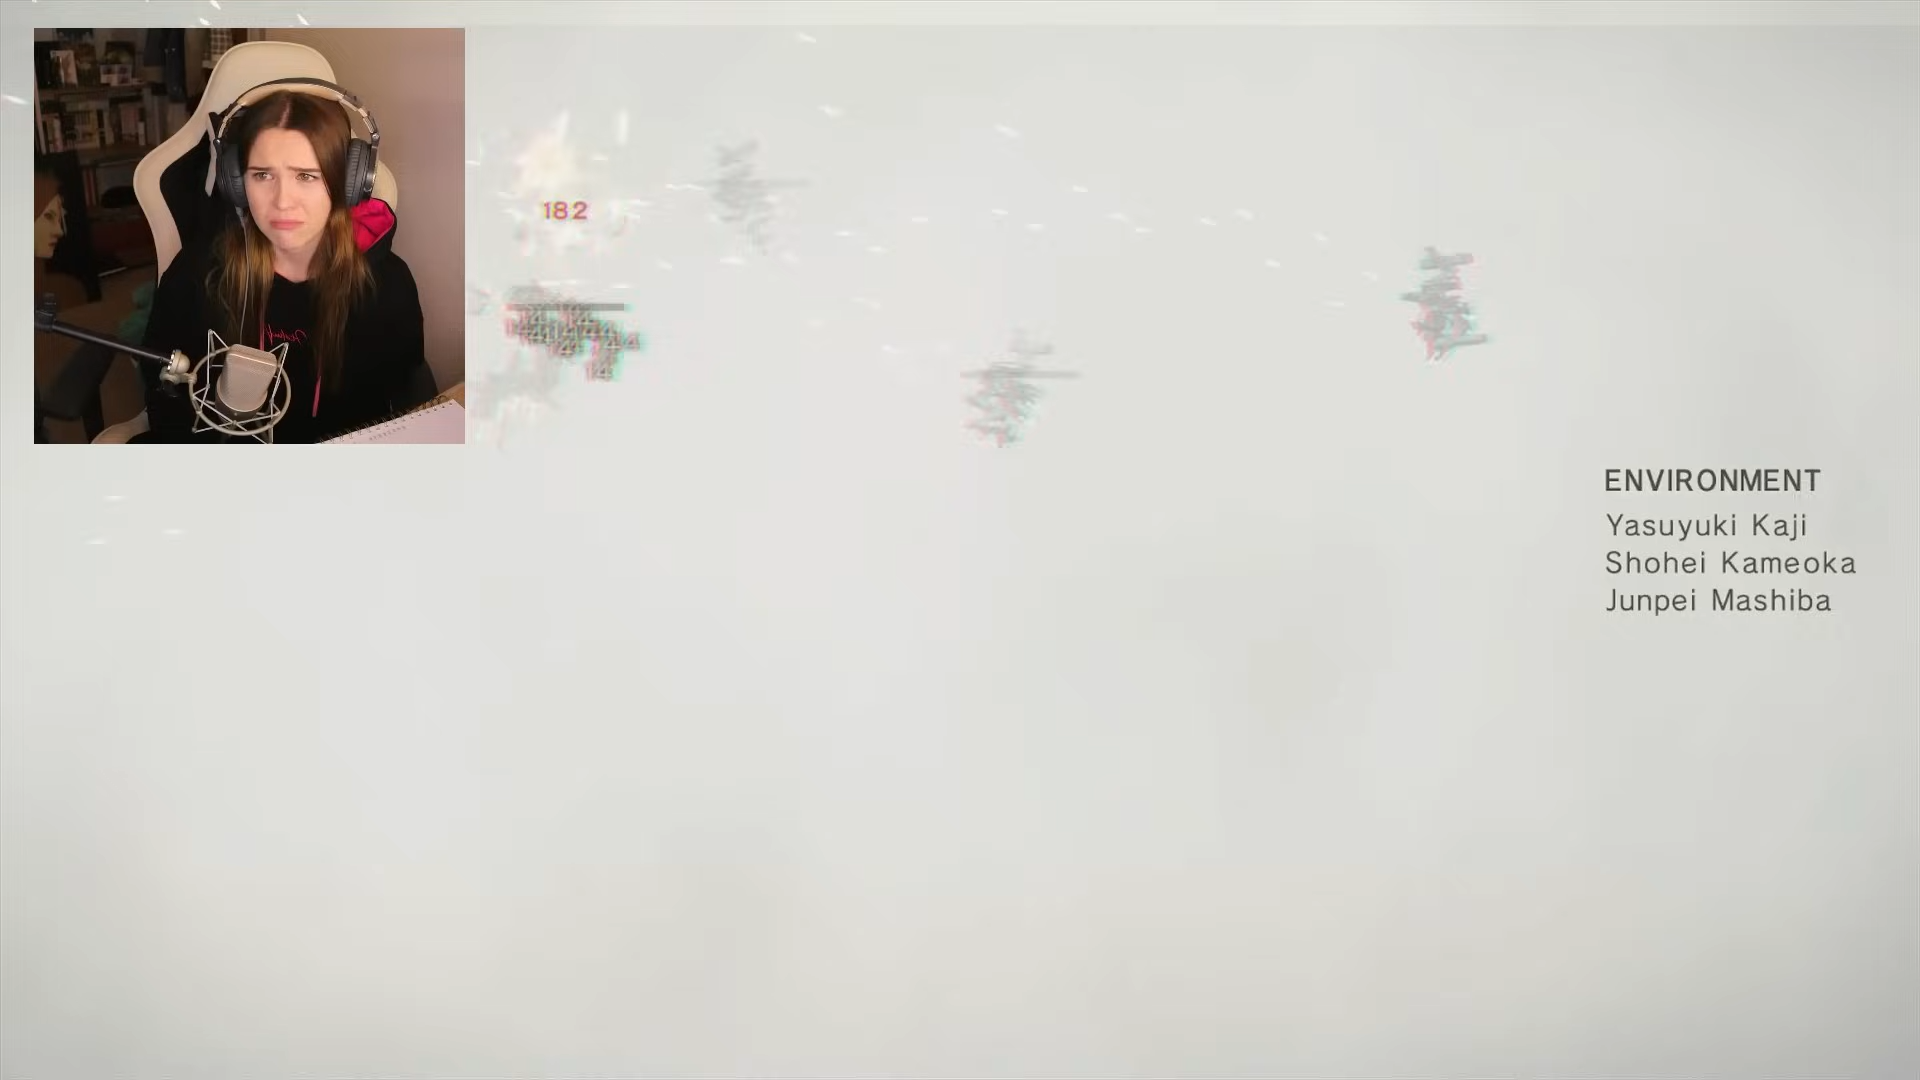 182
ENVIRONMENT
Yasuyuki Kaji
Shohei Kameoka
Junpei Mashiba